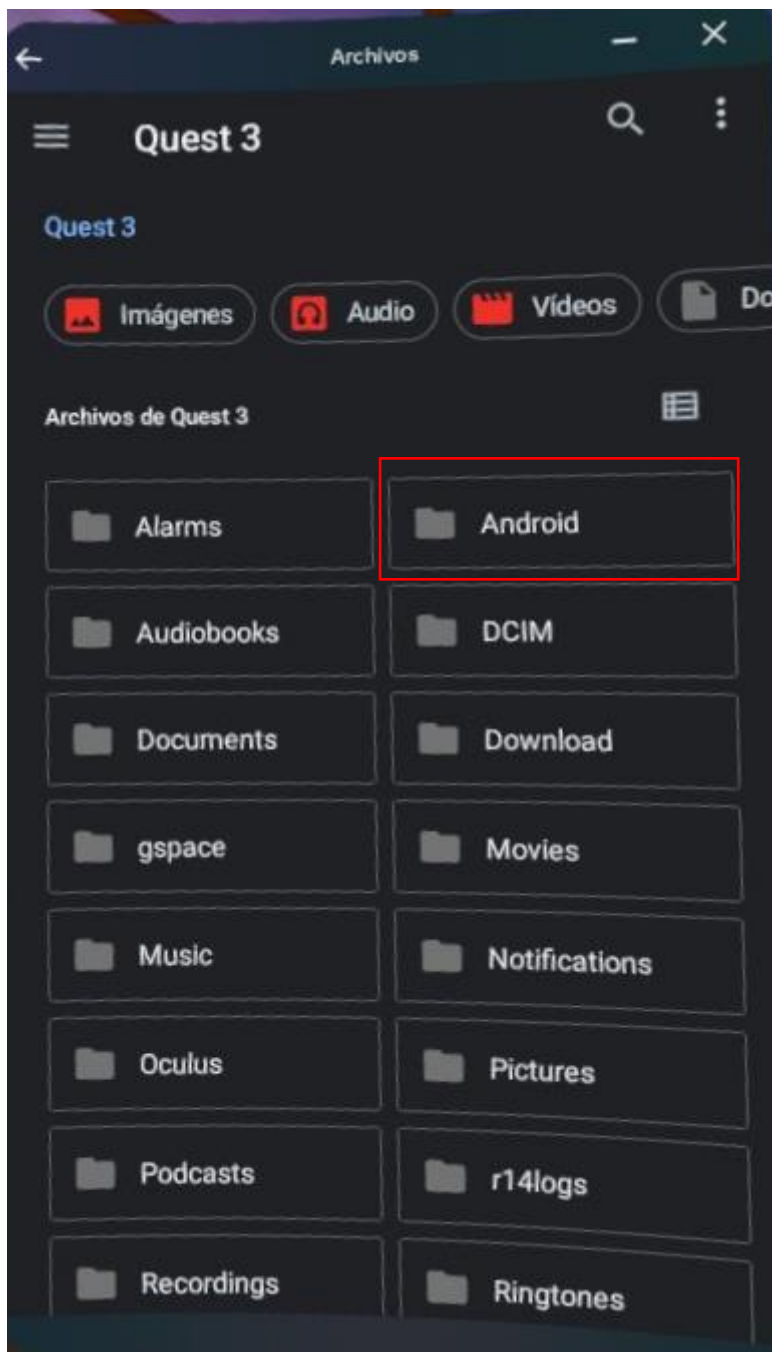 Archivos
Quest 3
Quest 3
Imágenes Audio Vídeos Do
Archivos de Quest 3
Alarms Android
Audiobooks DCIM
Documents Download
gspace Movies
Music Notifications
Oculus Pictures
Podcasts r14logs
Recordings Ringtones